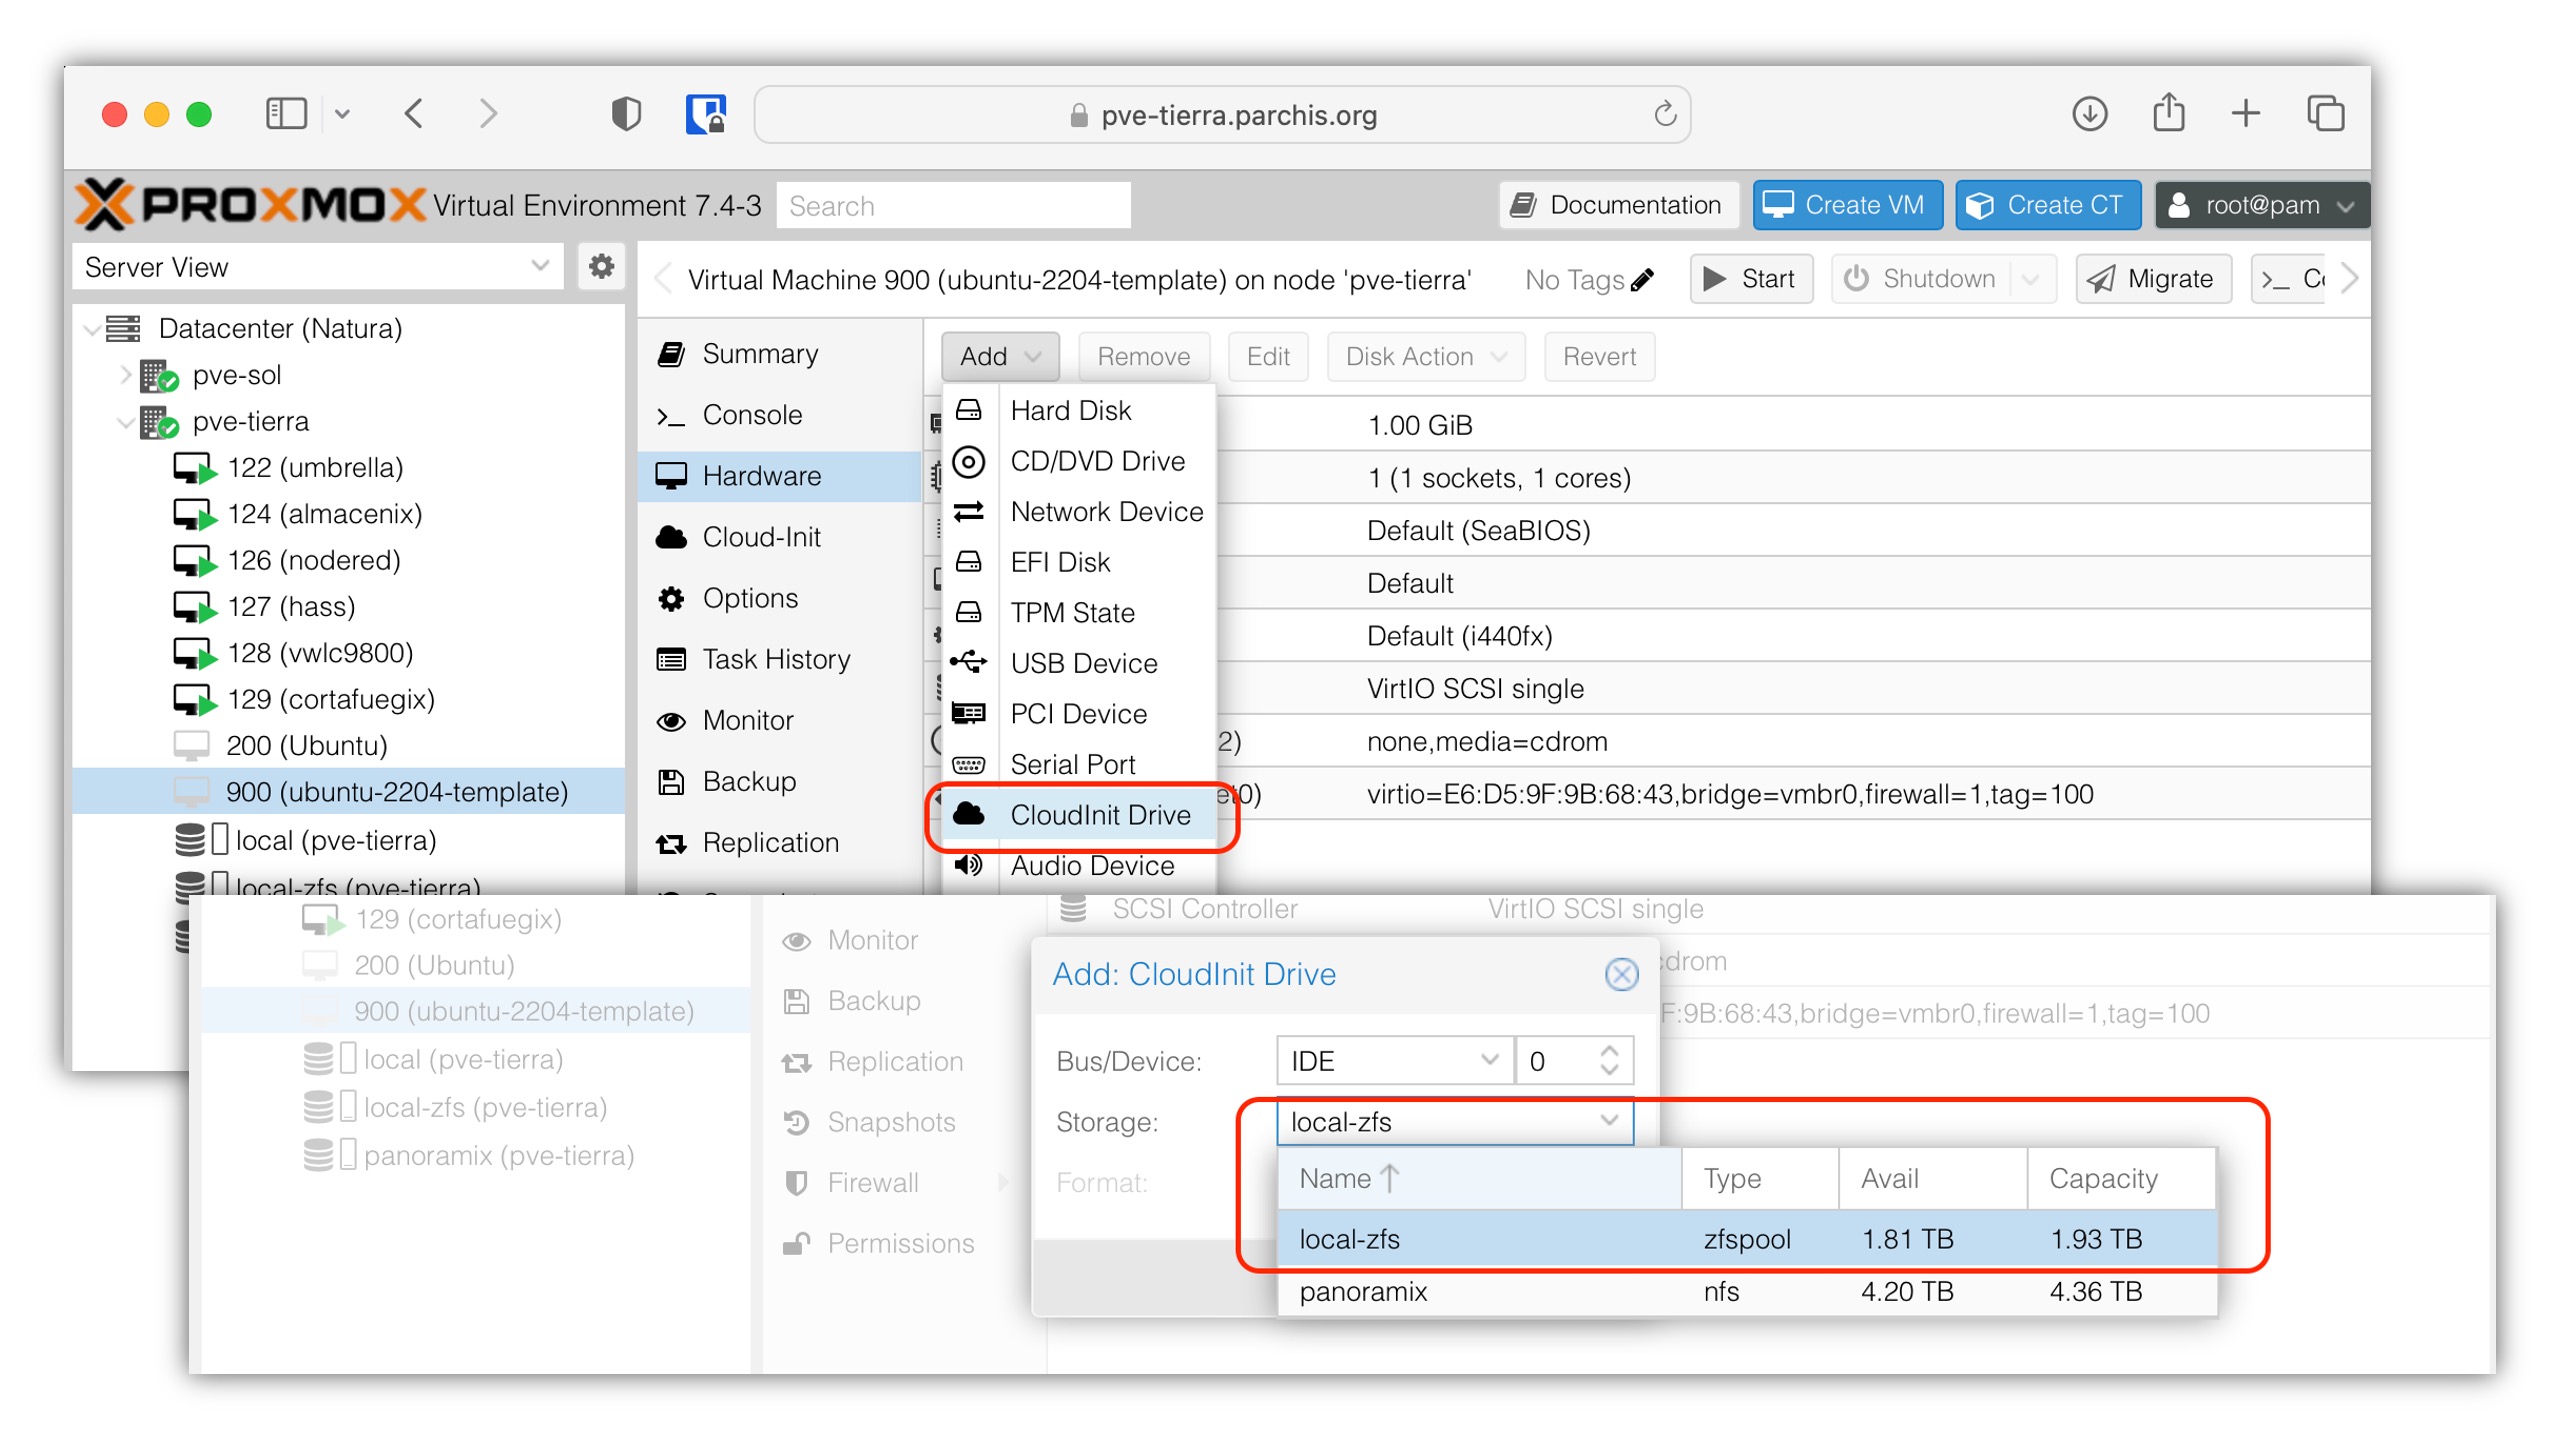 pve-tierra.parchis.org
PROXMOX Virtual Environment 7.4-3
Search
Documentation
Create VM
Create CT
root@pam
Server View
Virtual Machine 900 (ubuntu-2204-template) on node 'pve-tierra'
No Tags
Start
Shutdown
Migrate
Datacenter (Natura)
pve-sol
pve-tierra
122 (umbrella)
124 (almacenix)
126 (nodered)
127 (hass)
128 (vwlc9800)
129 (cortafuegix)
200 (Ubuntu)
900 (ubuntu-2204-template)
local (pve-tierra)
local-zfs (pve-tierra)
Summary
Console
Hardware
Cloud-Init
Options
Task History
Monitor
Backup
Replication
Add
Remove
Edit
Disk Action
Revert
Hard Disk
CD/DVD Drive
Network Device
EFI Disk
TPM State
USB Device
PCI Device
Serial Port
CloudInit Drive
Audio Device
1.00 GiB
1 (1 sockets, 1 cores)
Default (SeaBIOS)
Default
Default (i440fx)
VirtIO SCSI single
2)
none,media=cdrom
et0)
virtio=E6:D5:9F:9B:68:43,bridge=vmbr0,firewall=1,tag=100
129 (cortafuegix)
200 (Ubuntu)
900 (ubuntu-2204-template)
local (pve-tierra)
local-zfs (pve-tierra)
panoramix (pve-tierra)
Monitor
Backup
Replication
Snapshots
Firewall
Permissions
SCSI Controller
VirtIO SCSI single
cdrom
F:9B:68:43,bridge=vmbr0,firewall=1,tag=100
Add: CloudInit Drive
Bus/Device:
IDE
0
Storage:
local-zfs
Format:
Name
Type
Avail
Capacity
local-zfs
zfspool
1.81 TB
1.93 TB
panoramix
nfs
4.20 TB
4.36 TB